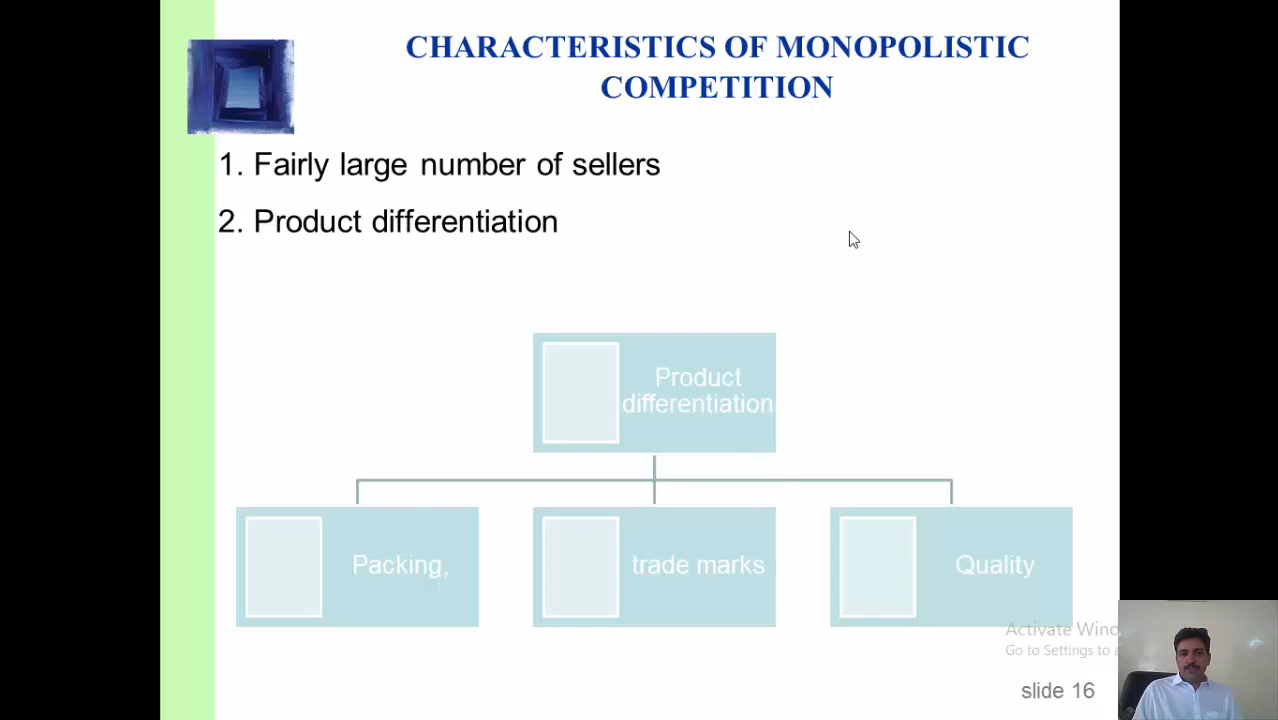 CHARACTERISTICS OF MONOPOLISTIC
COMPETITION
1. Fairly large number of sellers
2. Product differentiation
Product
differentiation
Packing,
trade marks
Quality
Activate Wind
Go to Settings to a
slide 16